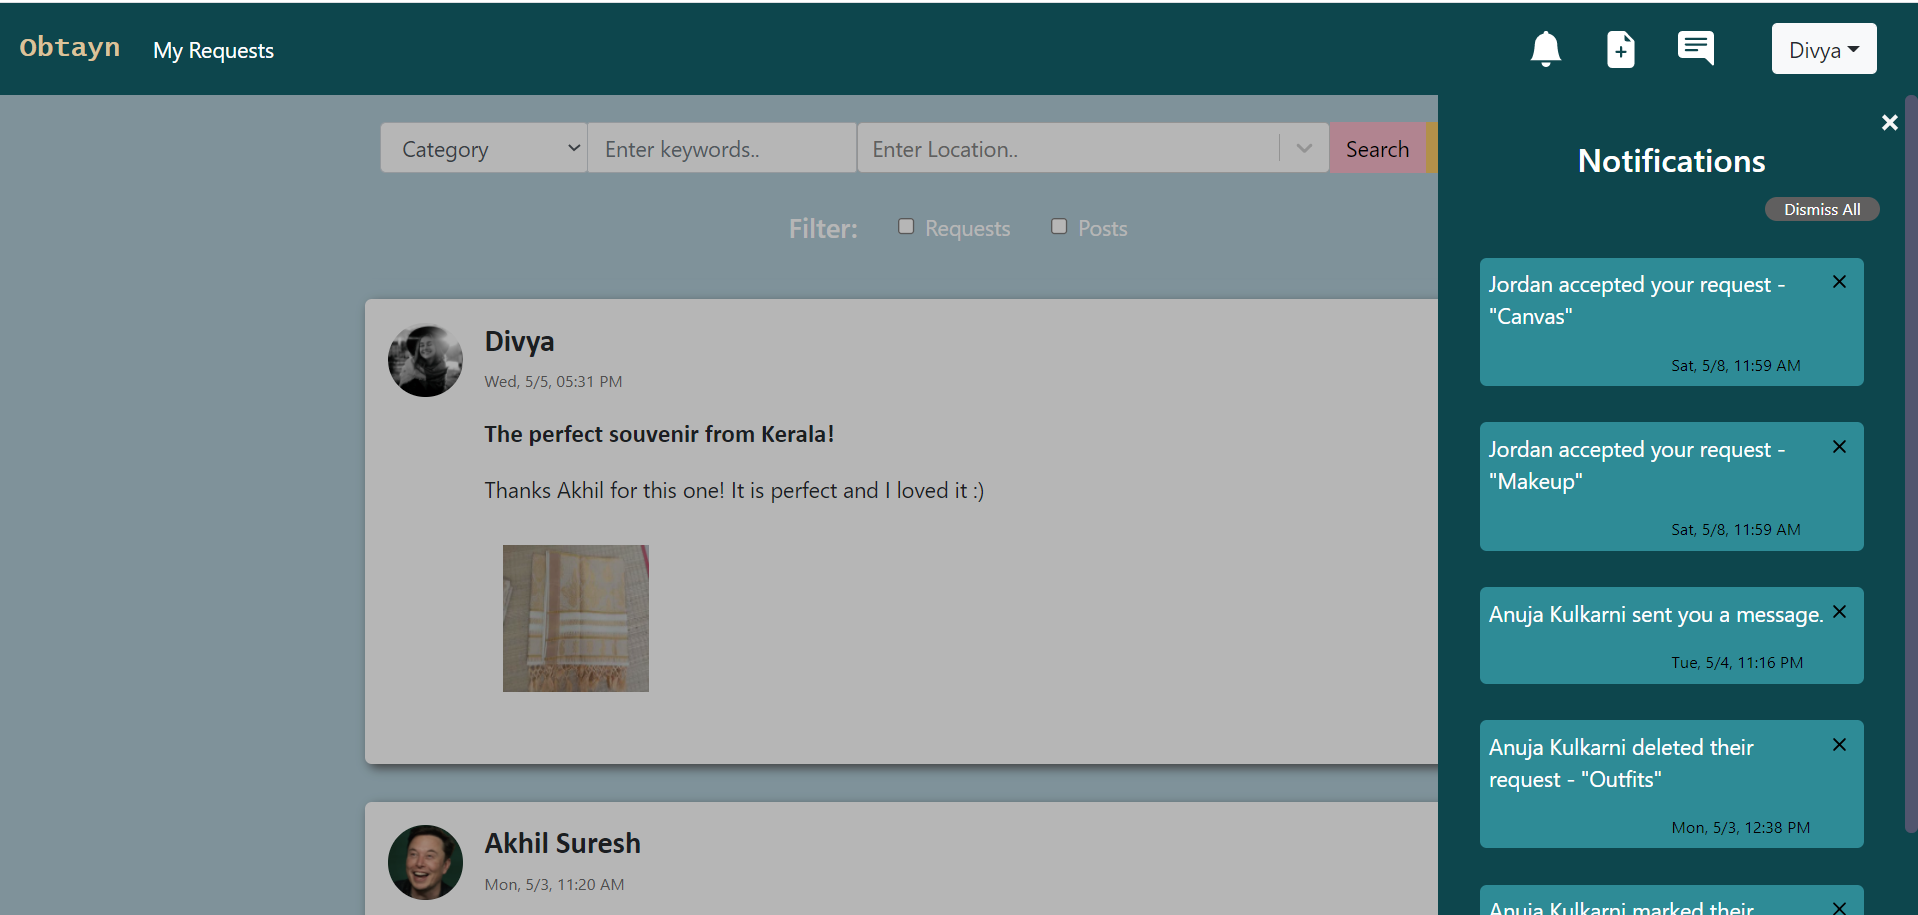 Obtayn
My Requests
Divya
Category
Enter keywords..
Enter Location..
Search
Filter:
Requests
Posts
Divya
Wed, 5/5, 05:31 PM
The perfect souvenir from Kerala!
Thanks Akhil for this one! It is perfect and I loved it :)
Akhil Suresh
Mon, 5/3, 11:20 AM
Notifications
Dismiss All
Jordan accepted your request -
"Canvas"
Sat, 5/8, 11:59 AM
Jordan accepted your request -
"Makeup"
Sat, 5/8, 11:59 AM
Anuja Kulkarni sent you a message.
Tue, 5/4, 11:16 PM
Anuja Kulkarni deleted their
request - "Outfits"
Mon, 5/3, 12:38 PM
Anuja Kulkarni marked their